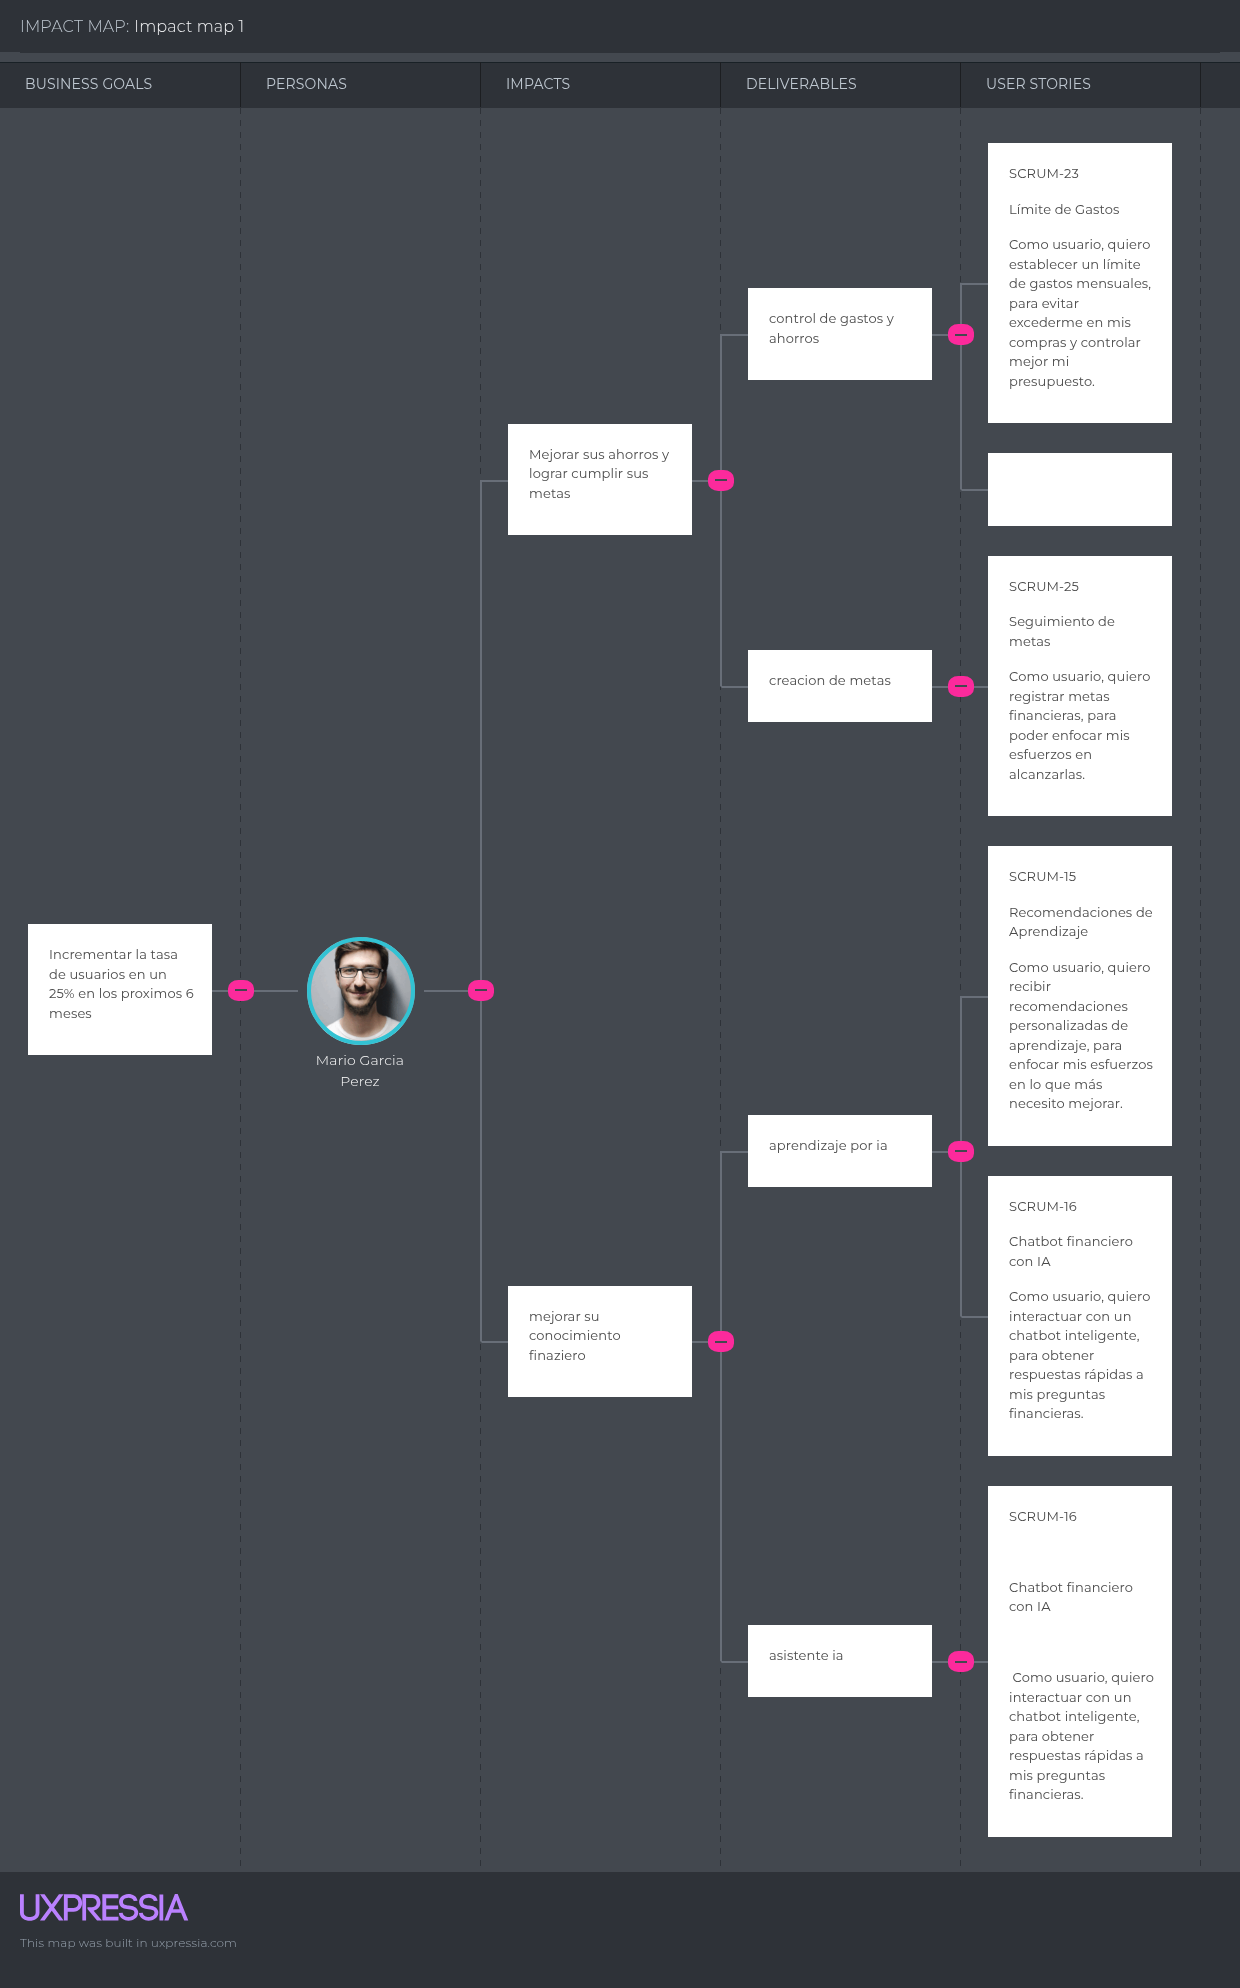 IMPACT MAP: Impact map 1
BUSINESS GOALS
PERSONAS
IMPACTS
DELIVERABLES
USER STORIES
Incrementar la tasa
de usuarios en un
25% en los proximos 6
meses
Mario Garcia
Perez
Mejorar sus ahorros y
lograr cumplir sus
metas
control de gastos y
ahorros
SCRUM-23
Límite de Gastos
Como usuario, quiero
establecer un límite
de gastos mensuales,
para evitar
excederme en mis
compras y controlar
mejor mi
presupuesto.
creacion de metas
SCRUM-25
Seguimiento de
metas
Como usuario, quiero
registrar metas
financieras, para
poder enfocar mis
esfuerzos en
alcanzarlas.
mejorar su
conocimiento
finaziero
aprendizaje por ia
SCRUM-15
Recomendaciones de
Aprendizaje
Como usuario, quiero
recibir
recomendaciones
personalizadas de
aprendizaje, para
enfocar mis esfuerzos
en lo que más
necesito mejorar.
SCRUM-16
Chatbot financiero
con IA
Como usuario, quiero
interactuar con un
chatbot inteligente,
para obtener
respuestas rápidas a
mis preguntas
financieras.
asistente ia
SCRUM-16
Chatbot financiero
con IA
Como usuario, quiero
interactuar con un
chatbot inteligente,
para obtener
respuestas rápidas a
mis preguntas
financieras.
UXPRESSIA
This map was built in uxpressia.com